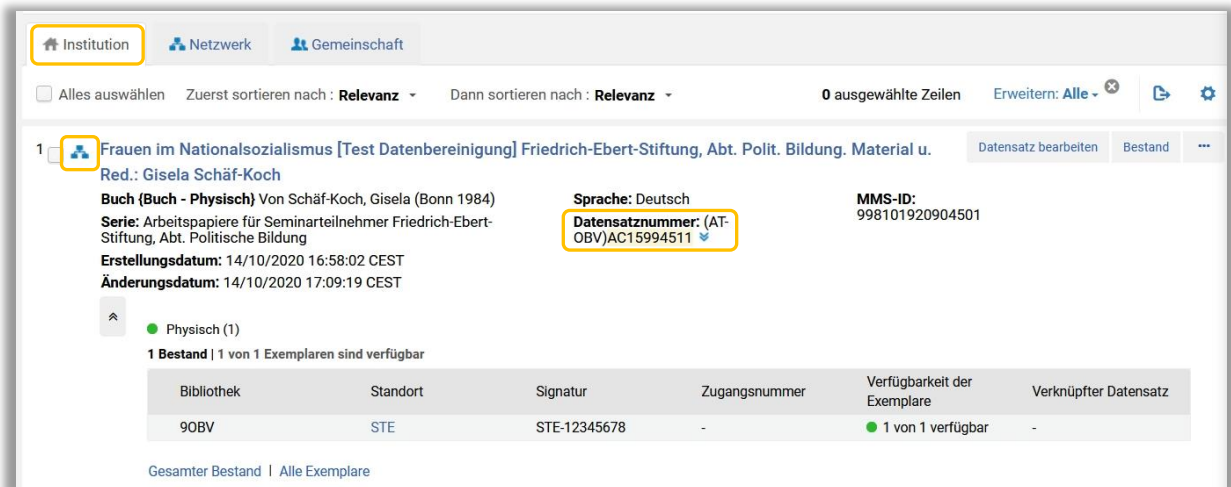 Institution Netzwerk Gemeinschaft
Alles auswählen Zuerst sortieren nach : Relevanz Dann sortieren nach : Relevanz 0 ausgewählte Zeilen Erweitern: Alle
1 Frauen im Nationalsozialismus [Test Datenbereinigung] Friedrich-Ebert-Stiftung, Abt. Polit. Bildung. Material u. Datensatz bearbeiten Bestand ...
Red.: Gisela Schäf-Koch
Buch {Buch - Physisch} Von Schäf-Koch, Gisela (Bonn 1984) Sprache: Deutsch MMS-ID:
998101920904501
Serie: Arbeitspapiere für Seminarteilnehmer Friedrich-Ebert- Datensatznummer: (AT-
Stiftung, Abt. Politische Bildung OBV)AC15994511
Erstellungsdatum: 14/10/2020 16:58:02 CEST
Änderungsdatum: 14/10/2020 17:09:19 CEST
Physisch (1)
1 Bestand | 1 von 1 Exemplaren sind verfügbar
Bibliothek Standort Signatur Zugangsnummer Verfügbarkeit der Verknüpfter Datensatz
Exemplare
9OBV STE STE-12345678 - 1 von 1 verfügbar -
Gesamter Bestand | Alle Exemplare